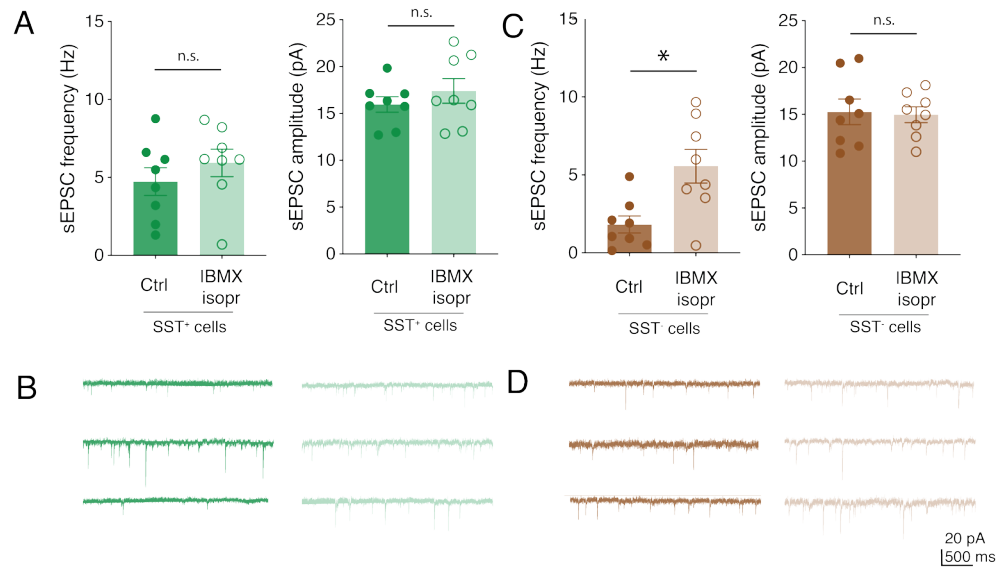 A
sEPSC frequency (Hz)
15
10
5
0
n.s.
Ctrl
IBMX
isopr
SST⁺ cells
sEPSC amplitude (pA)
25
20
15
10
5
0
n.s.
Ctrl
IBMX
isopr
SST⁺ cells
C
sEPSC frequency (Hz)
15
10
5
0
*
Ctrl
IBMX
isopr
SST⁻ cells
sEPSC amplitude (pA)
25
20
15
10
5
0
n.s.
Ctrl
IBMX
isopr
SST⁻ cells
B
D
20 pA
500 ms